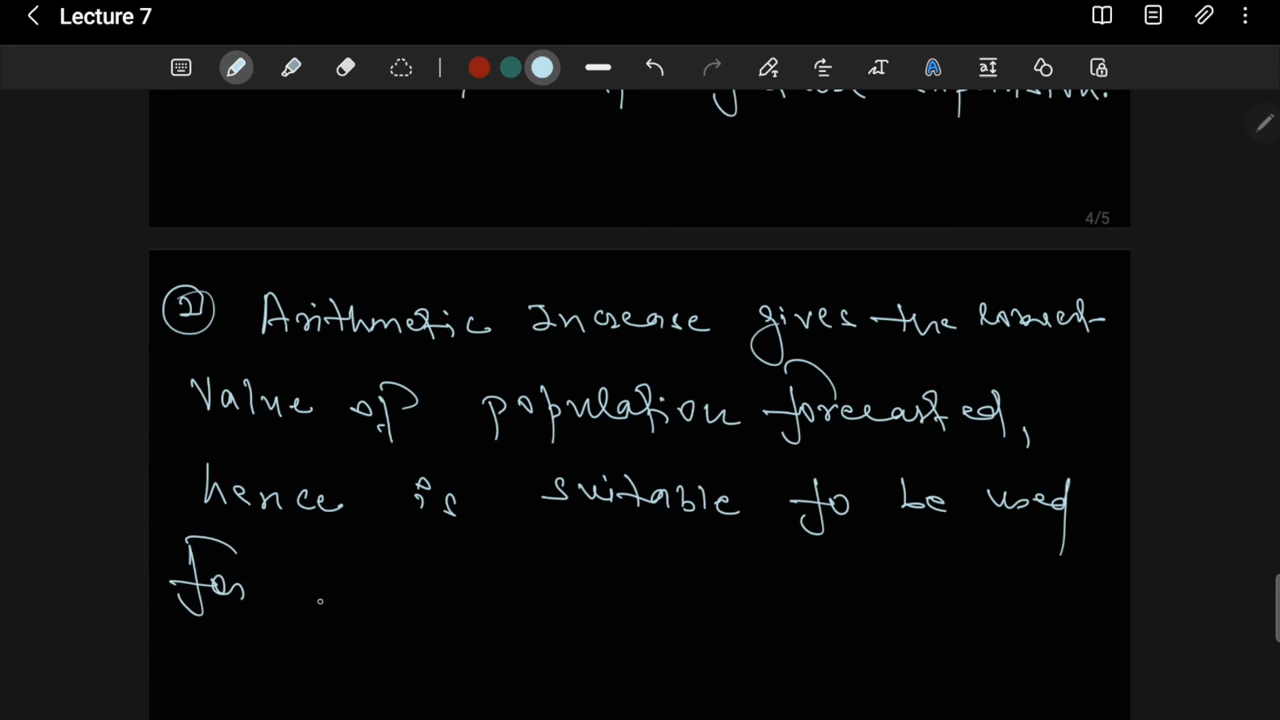 Lecture 7
4/5
② Arithmetic Increase gives the lowest
value of population forecasted,
hence is suitable to be used
for